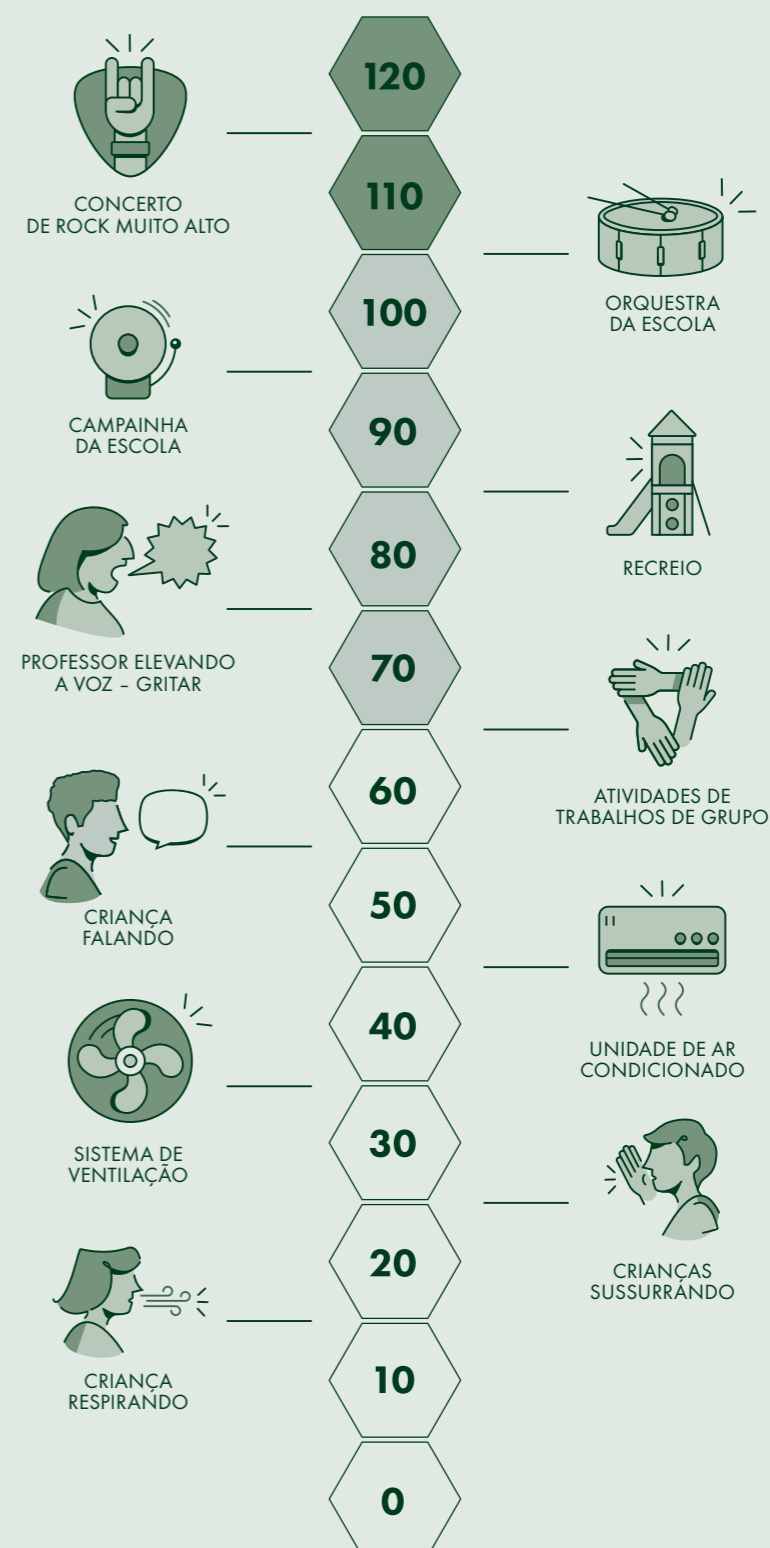 120
CONCERTO
DE ROCK MUITO ALTO
110
ORQUESTRA
DA ESCOLA
100
CAMPAINHA
DA ESCOLA
90
RECREIO
80
PROFESSOR ELEVANDO
A VOZ – GRITAR
70
ATIVIDADES DE
TRABALHOS DE GRUPO
60
CRIANÇA
FALANDO
50
UNIDADE DE AR
CONDICIONADO
40
SISTEMA DE
VENTILAÇÃO
30
CRIANÇAS
SUSSURRANDO
20
CRIANÇA
RESPIRANDO
10
0